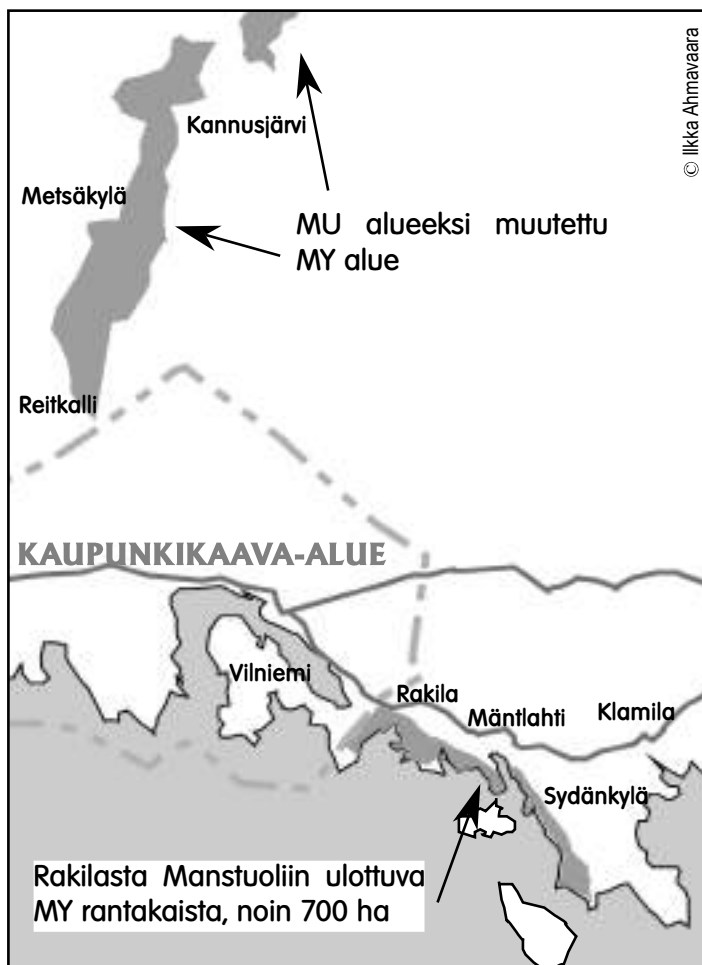 © Ilkka Ahmavaara
Kannusjärvi
Metsäkylä
MU alueeksi muutettu
MY alue
Reitkalli
KAUPUNKIKAAVA-ALUE
Vilniemi
Rakila
Mäntlahti
Klamila
Sydänkylä
Rakilasta Manstuoliin ulottuva
MY rantakaista, noin 700 ha